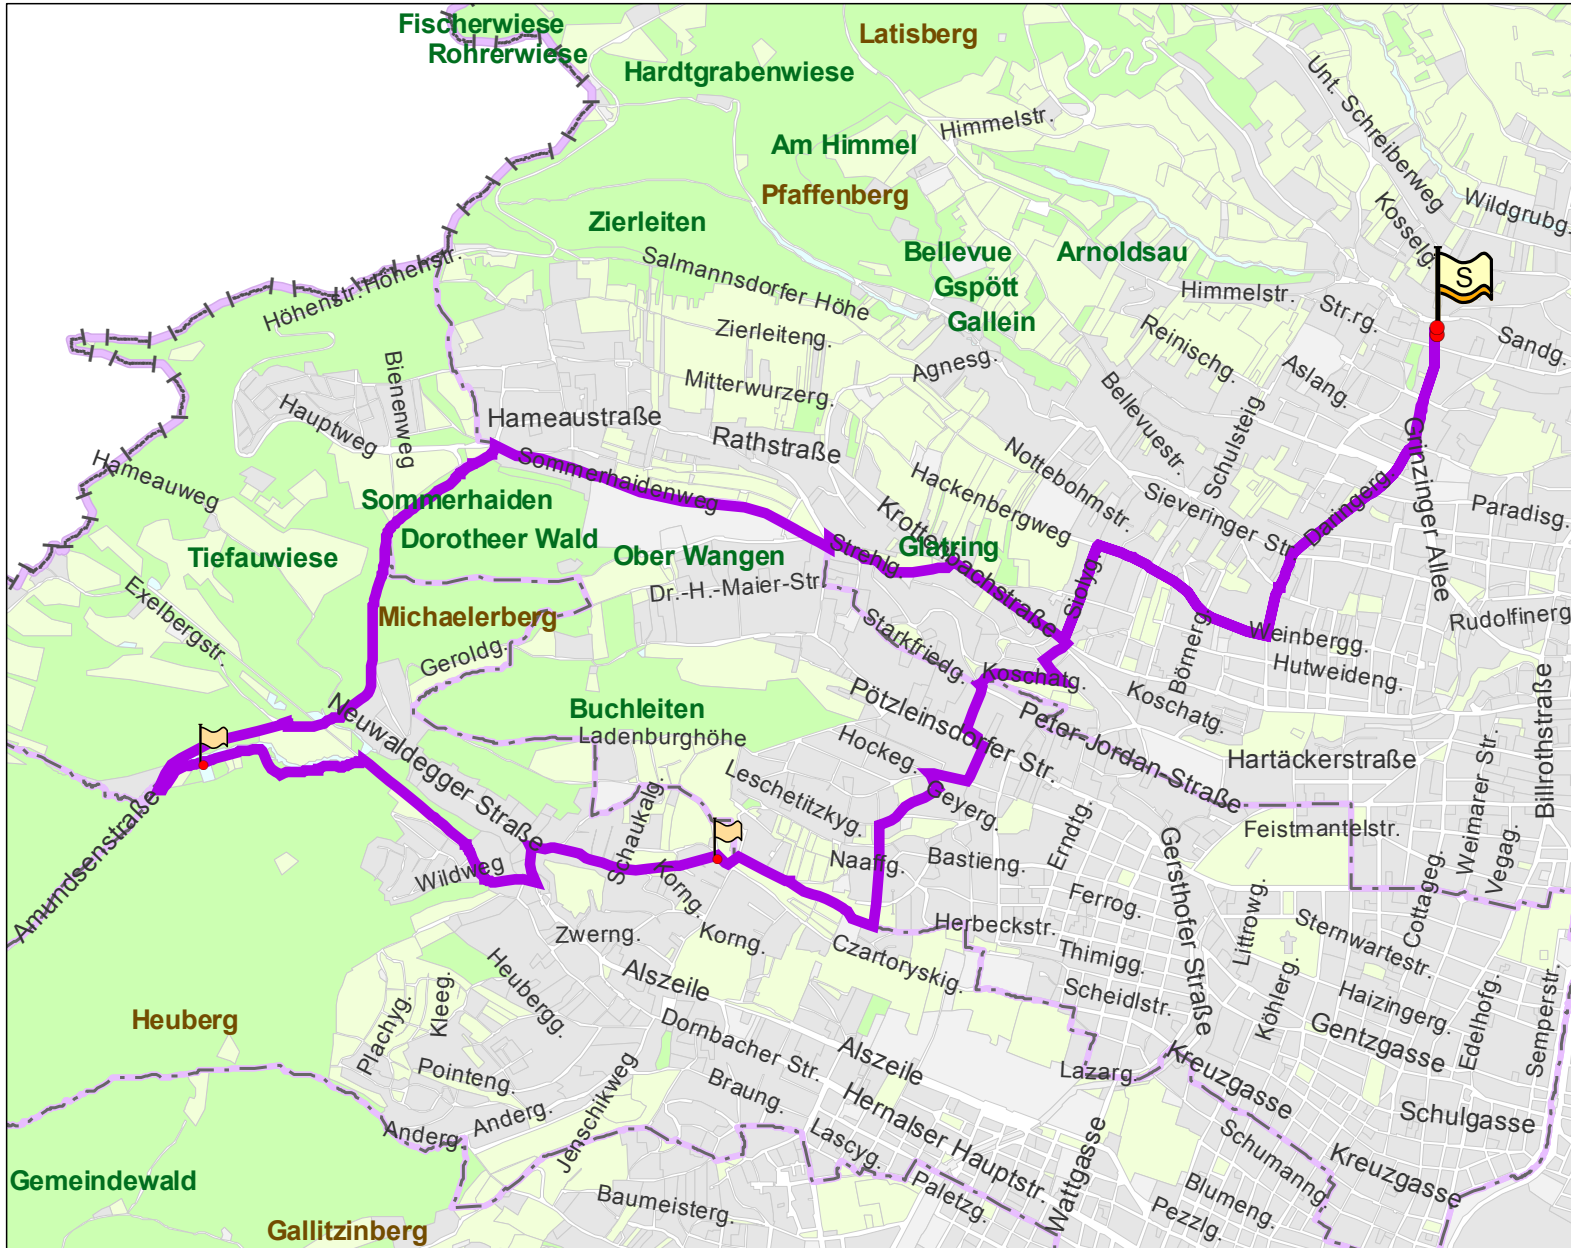 Fischerwiese
Rohrerwiese
Latisberg
Hardtgrabenwiese
Unt. Schreiberweg
Himmelstr.
Am Himmel
Pfaffenberg
Kosselg.
Wildgrubg.
Zierleiten
Salmannsdorfer Höhe
Bellevue
Arnoldsau
Gspött
Gallein
Himmelstr.
S
Höhenstr.
Höhenstr.
Str.rg.
Sandg.
Zierleiteng.
Reinischg.
Agnesg.
Aslang.
Bienenweg
Mitterwurzerg.
Bellevuestr.
Hauptweg
Hameaustraße
Rathstraße
Schulsteig
Grinzinger Allee
Nottebohmstr.
Hameauweg
Sommerhaidenweg
Hackenbergweg
Sieveringer Str.
Daringerg.
Paradisg.
Sommerhaiden
Krottenbachstraße
Dorotheer Wald
Tiefauwiese
Ober Wangen
Strehlg.
Glatring
Dr.-H.-Maier-Str.
Siolyg.
Exelbergstr.
Michaelerberg
Starkfriedg.
Börnerg.
Weinbergg.
Rudolfinerg.
Geroldg.
Hutweideng.
Koschatg.
Koschatg.
Billrothstraße
Neuwaldegger Straße
Buchleiten
Ladenburghöhe
Pötzleinsdorfer Str.
Peter-Jordan-Straße
Hartäckerstraße
Hockeg.
Weimarer Str.
Leschetitzkyg.
Geyerg.
Amundsenstraße
Schaukalg.
Erndtg.
Gersthofer Straße
Feistmantelstr.
Vegag.
Wildweg
Korng.
Naaffg.
Bastieng.
Cottageg.
Ferrog.
Littrowg.
Sternwartestr.
Zwerng.
Korng.
Herbeckstr.
Czartoryskig.
Thimigg.
Heubergg.
Alszeile
Scheidlstr.
Köhlerg.
Haizingerg.
Edelhofg.
Semperstr.
Kleeg.
Plachyg.
Heuberg
Dornbacher Str.
Alszeile
Gentzgasse
Pointeng.
Lazarg.
Kreuzgasse
Braung.
Hernalser Hauptstr.
Anderg.
Anderg.
Jenschikweg
Lascyg.
Wattgasse
Schulgasse
Schumanng.
Kreuzgasse
Gemeindewald
Baumeisterg.
Paletzg.
Blumeng.
Pezzlg.
Gallitzinberg